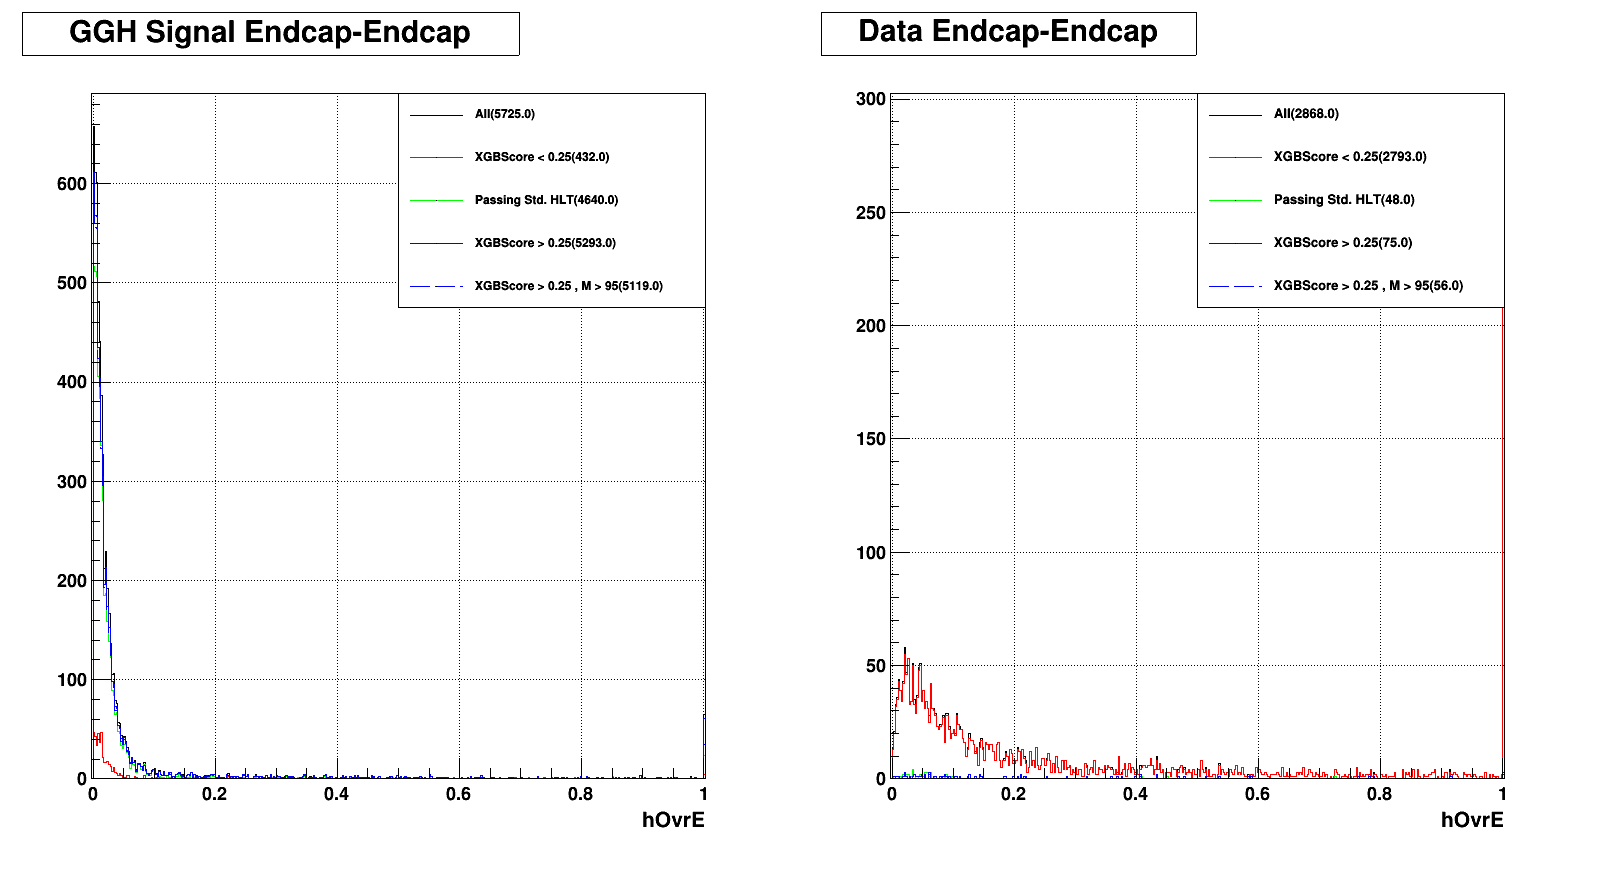 GGH Signal Endcap-Endcap
All(5725.0)
XGBScore < 0.25(432.0)
Passing Std. HLT(4640.0)
XGBScore > 0.25(5293.0)
XGBScore > 0.25 , M > 95(5119.0)
600
500
400
300
200
100
0
0 0.2 0.4 0.6 0.8 1
hOvrE
Data Endcap-Endcap
All(2868.0)
XGBScore < 0.25(2793.0)
Passing Std. HLT(48.0)
XGBScore > 0.25(75.0)
XGBScore > 0.25 , M > 95(56.0)
300
250
200
150
100
50
0
0 0.2 0.4 0.6 0.8 1
hOvrE